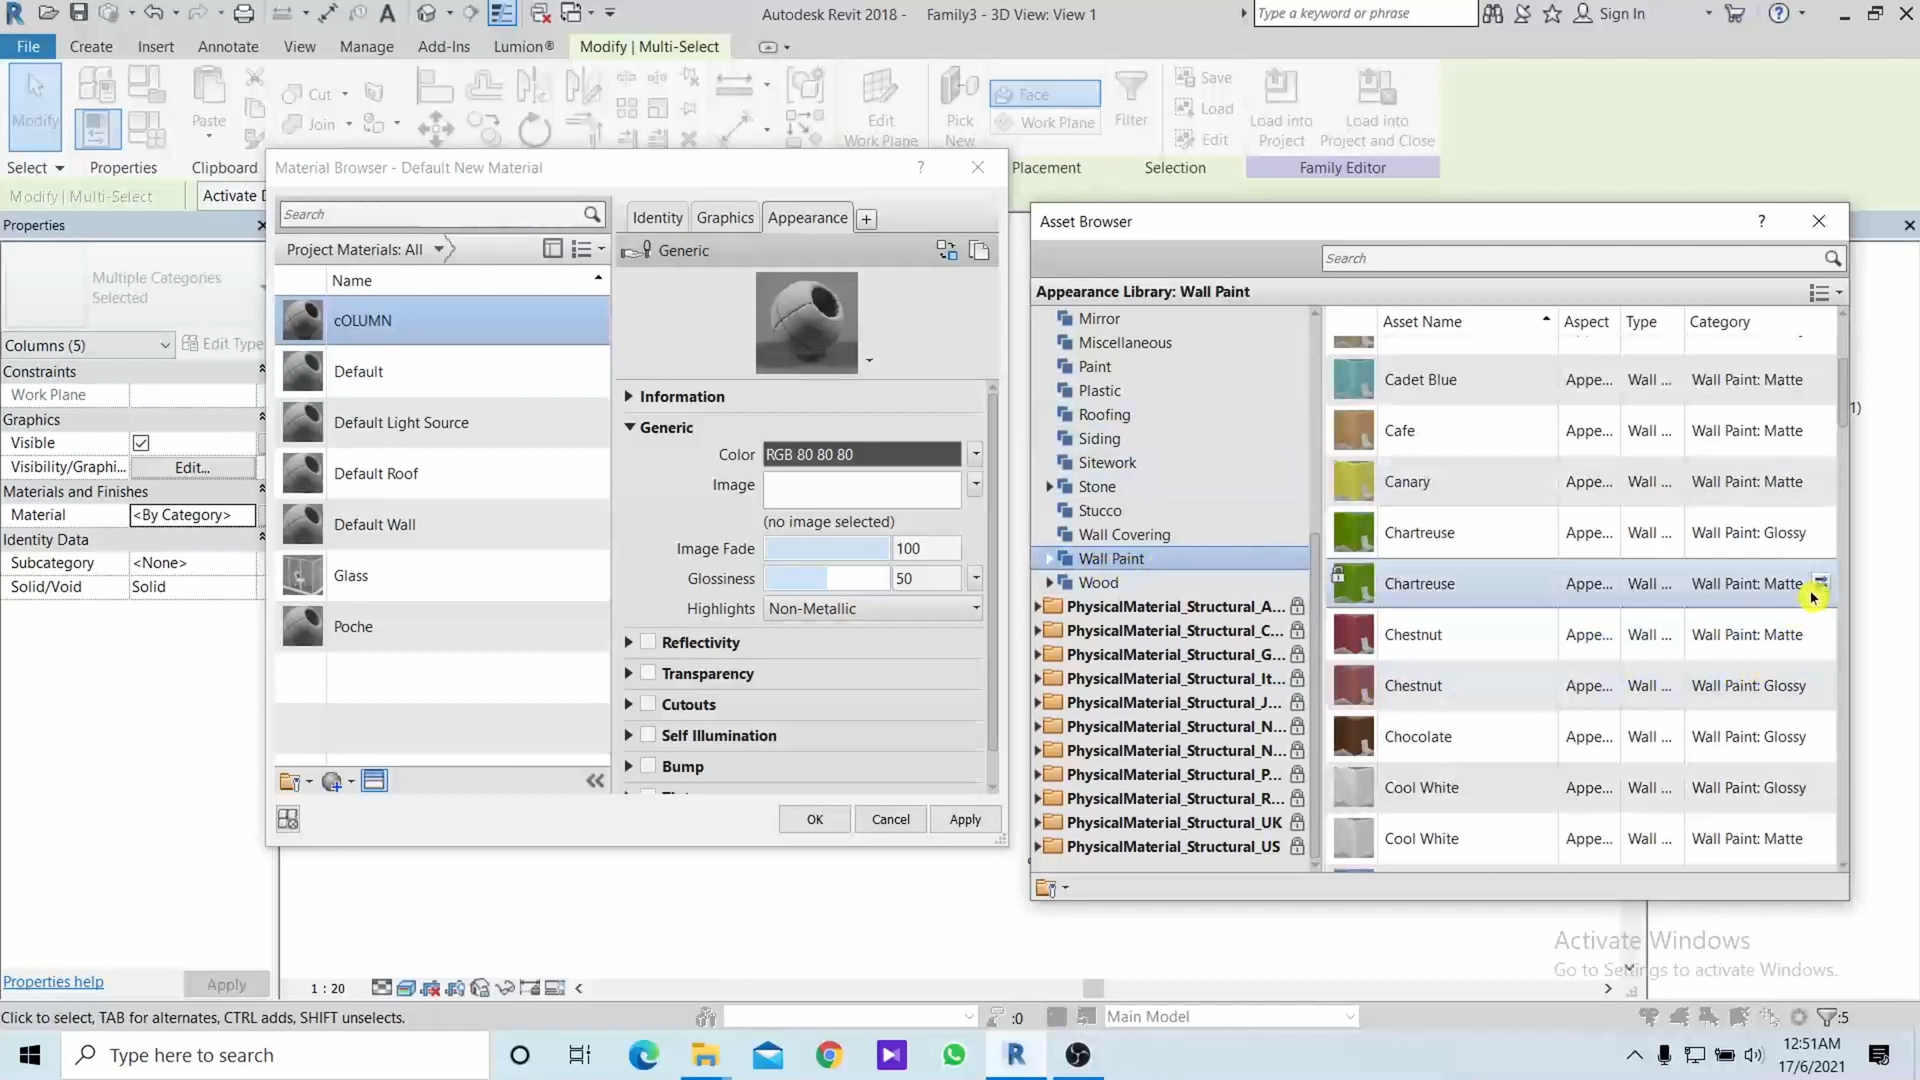 Autodesk Revit 2018 - Family3 - 3D View: View 1
Type a keyword or phrase
Sign In
File Create Insert Annotate View Manage Add-Ins Lumion® Modify | Multi-Select
Modify
Paste
Cut
Join
Edit
Work Plane
Pick
New
Face
Work Plane
Filter
Save
Load
Edit
Load into
Project
Load into
Project and Close
Select Properties Clipboard Placement Selection Family Editor
Modify | Multi-Select
Activate D
Properties
Multiple Categories
Selected
Columns (5) Edit Type
Constraints
Work Plane
Graphics
Visible
Visibility/Graphi... Edit...
Materials and Finishes
Material <By Category>
Identity Data
Subcategory <None>
Solid/Void Solid
Properties help Apply
Material Browser - Default New Material ?
Search
Project Materials: All
Name
cOLUMN
Default
Default Light Source
Default Roof
Default Wall
Glass
Poche
Identity Graphics Appearance +
Generic
Information
Generic
Color RGB 80 80 80
Image
(no image selected)
Image Fade 100
Glossiness 50
Highlights Non-Metallic
Reflectivity
Transparency
Cutouts
Self Illumination
Bump
OK Cancel Apply
Asset Browser ?
Search
Appearance Library: Wall Paint
Mirror
Miscellaneous
Paint
Plastic
Roofing
Siding
Sitework
Stone
Stucco
Wall Covering
Wall Paint
Wood
PhysicalMaterial_Structural_A...
PhysicalMaterial_Structural_C...
PhysicalMaterial_Structural_G...
PhysicalMaterial_Structural_It...
PhysicalMaterial_Structural_J...
PhysicalMaterial_Structural_N...
PhysicalMaterial_Structural_N...
PhysicalMaterial_Structural_P...
PhysicalMaterial_Structural_R...
PhysicalMaterial_Structural_UK
PhysicalMaterial_Structural_US
Asset Name Aspect Type Category
Cadet Blue Appe... Wall ... Wall Paint: Matte
Cafe Appe... Wall ... Wall Paint: Matte
Canary Appe... Wall ... Wall Paint: Matte
Chartreuse Appe... Wall ... Wall Paint: Glossy
Chartreuse Appe... Wall ... Wall Paint: Matte
Chestnut Appe... Wall ... Wall Paint: Matte
Chestnut Appe... Wall ... Wall Paint: Glossy
Chocolate Appe... Wall ... Wall Paint: Glossy
Cool White Appe... Wall ... Wall Paint: Glossy
Cool White Appe... Wall ... Wall Paint: Matte
1)
Activate Windows
Go to Settings to activate Windows.
1 : 20
Click to select, TAB for alternates, CTRL adds, SHIFT unselects.
:0
Main Model
:5
Type here to search
12:51AM
17/6/2021